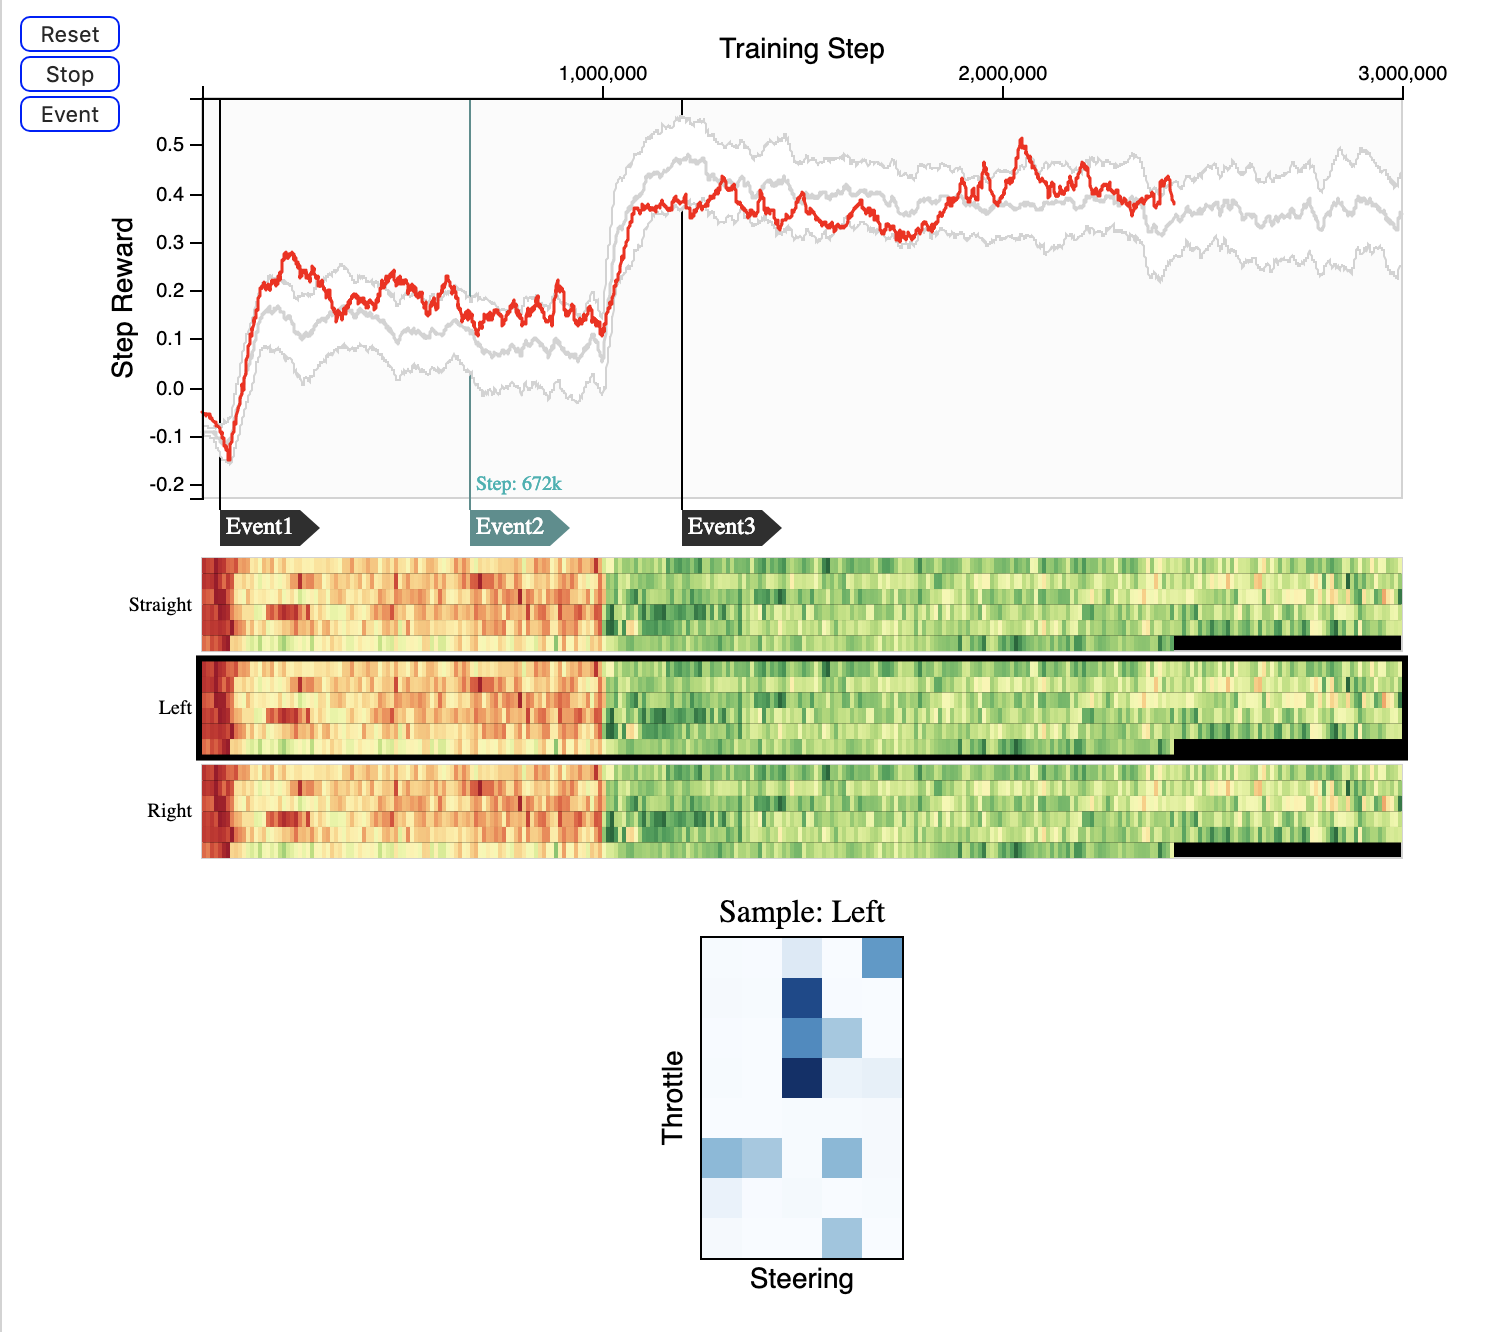 Reset
Stop
Event
Training Step
1,000,000
2,000,000
3,000,000
Step Reward
0.5
0.4
0.3
0.2
0.1
0.0
-0.1
-0.2
Step: 672k
Event1
Event2
Event3
Straight
Left
Right
Sample: Left
Throttle
Steering